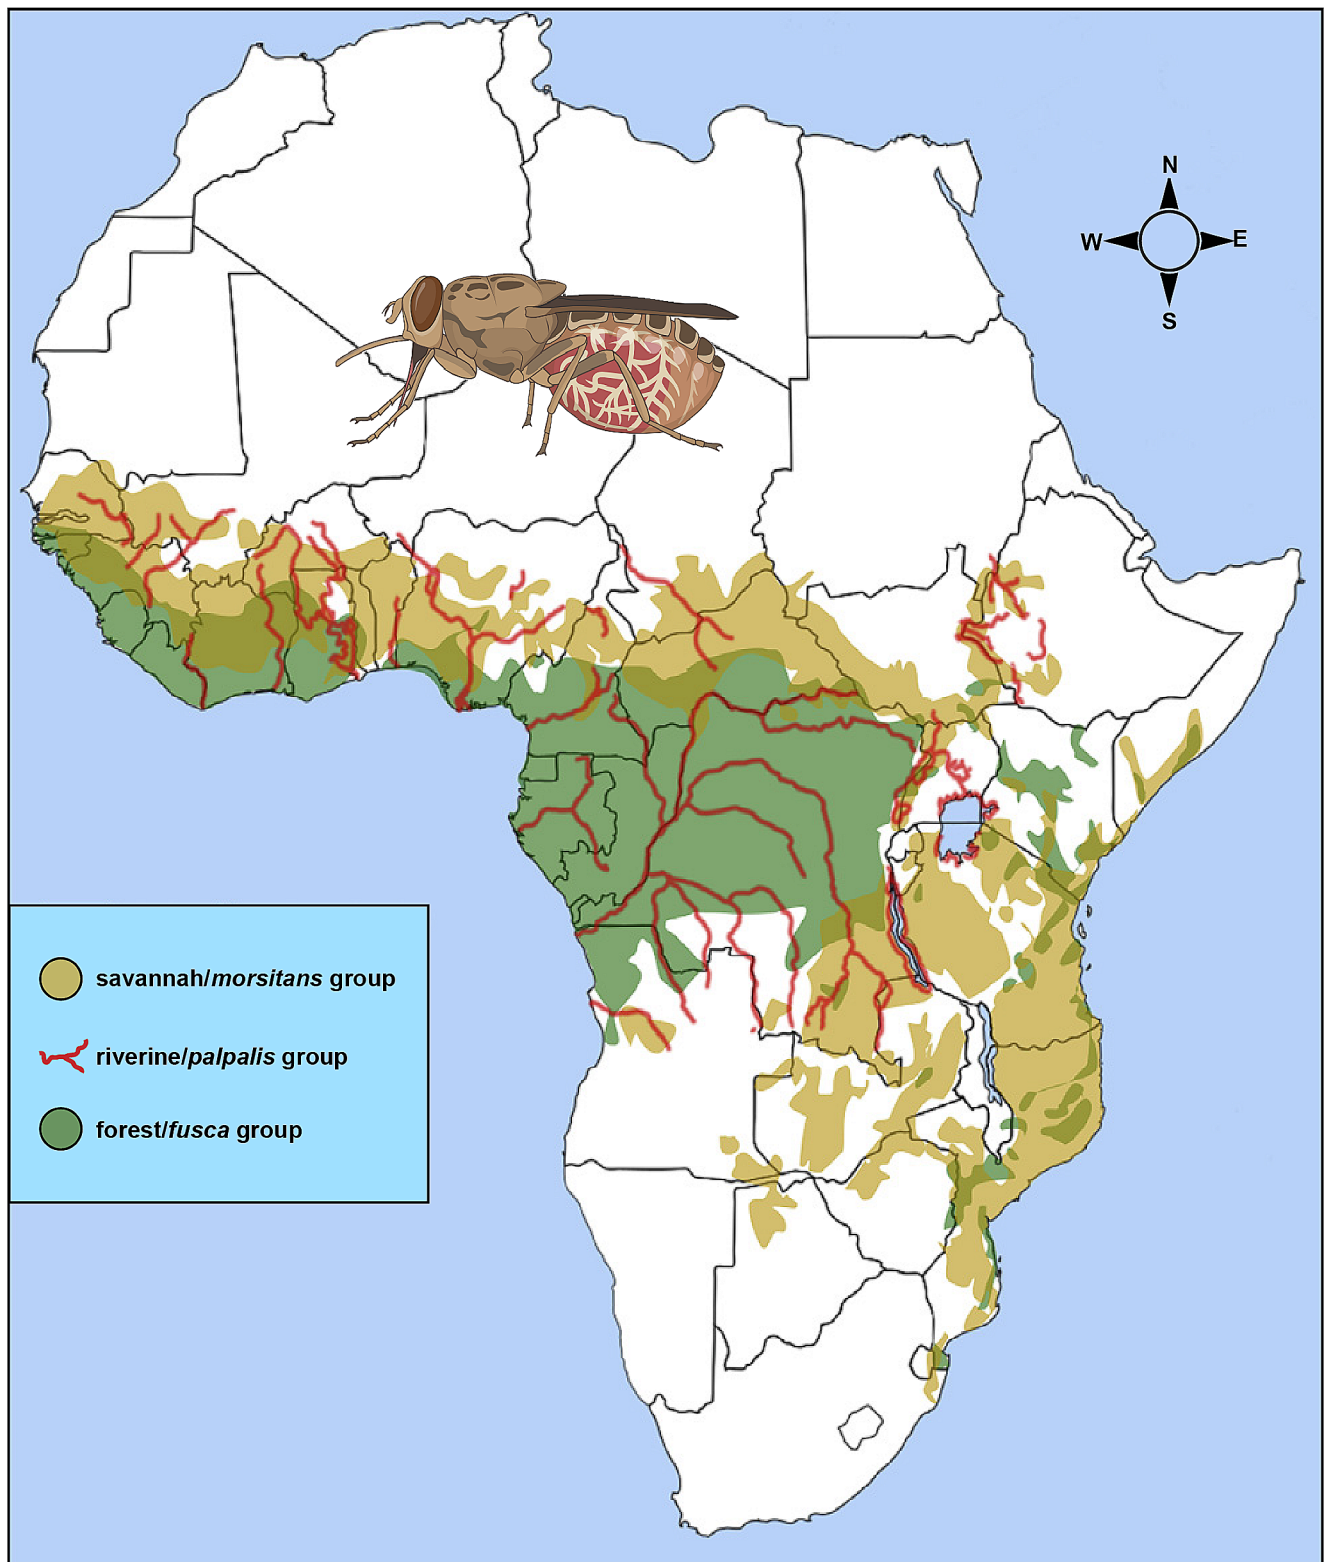 N
W E
S
savannah/morsitans group
riverine/palpalis group
forest/fusca group